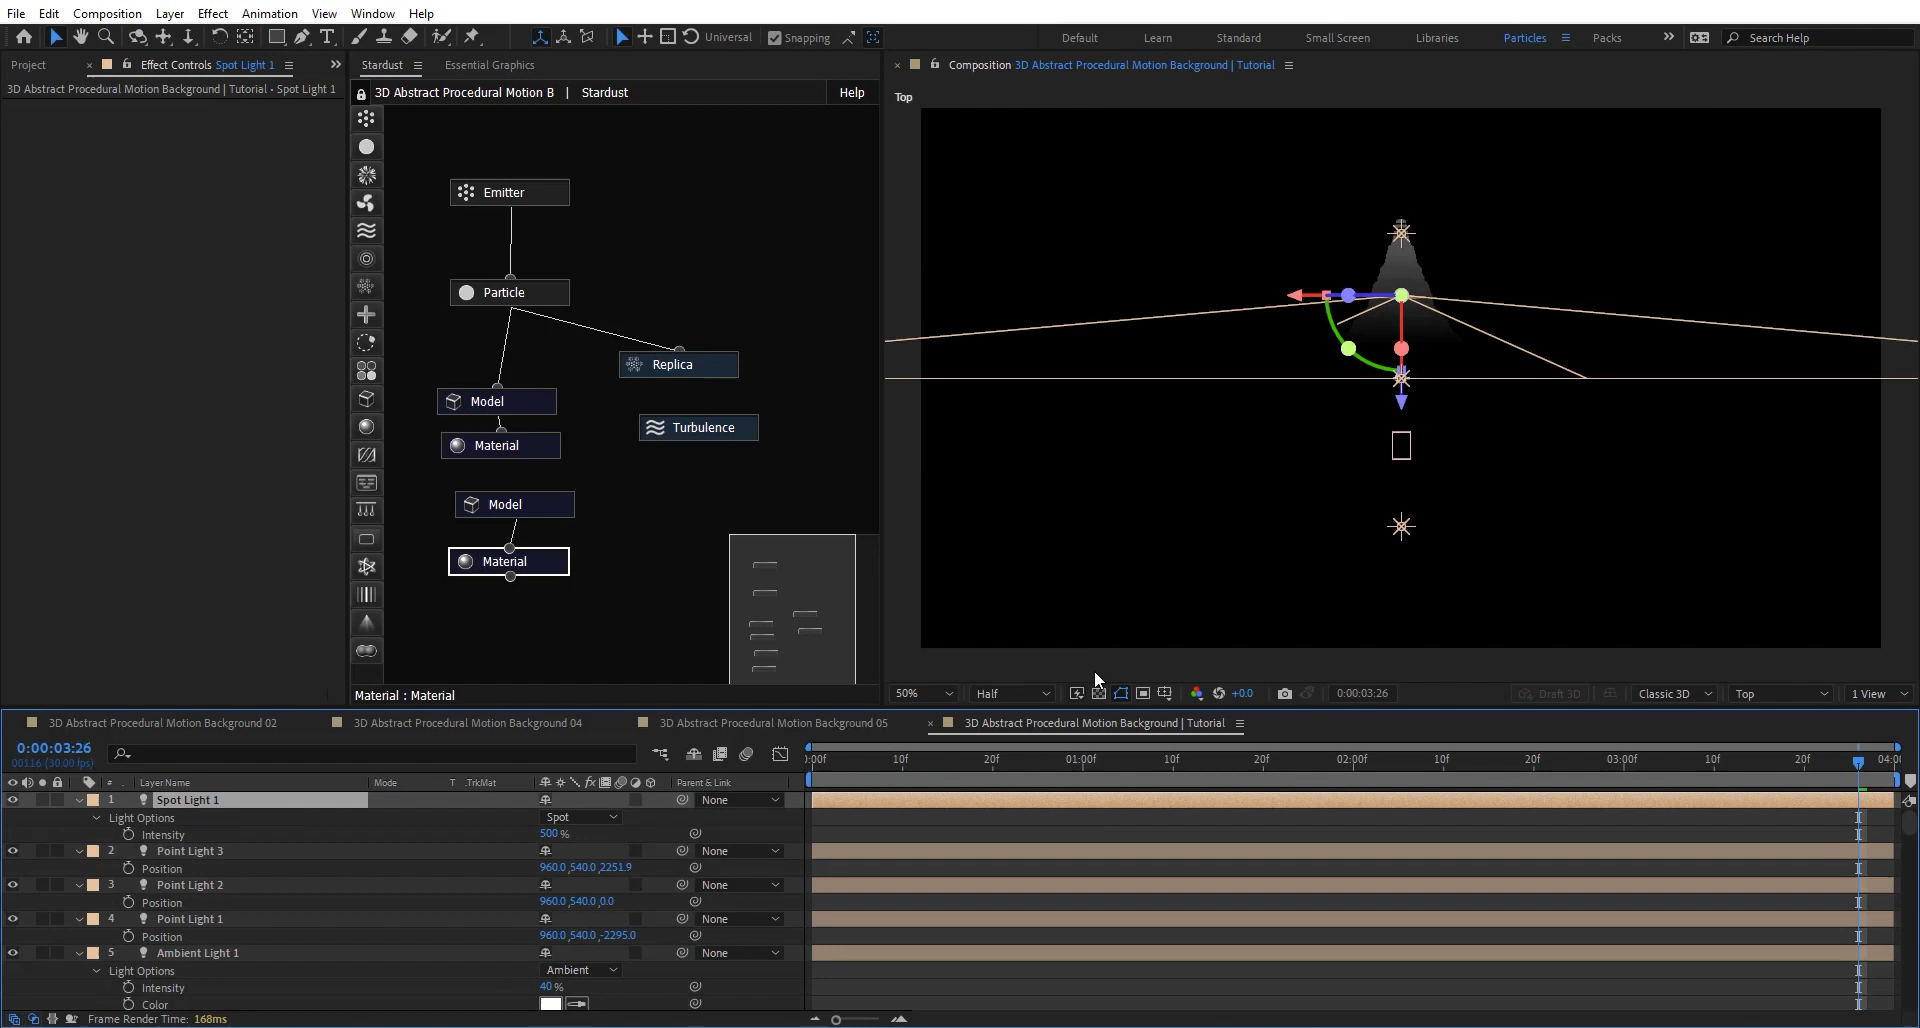 File Edit Composition Layer Effect Animation View Window Help
Universal Snapping Default Learn Standard Small Screen Libraries Particles Packs Search Help
Project Effect Controls Spot Light 1 Stardust Essential Graphics Composition 3D Abstract Procedural Motion Background | Tutorial
3D Abstract Procedural Motion Background | Tutorial • Spot Light 1
3D Abstract Procedural Motion B | Stardust Help
Top
Emitter
Particle
Replica
Model
Turbulence
Material
Model
Material
Material : Material
50% Half +0.0 0:00:03:26 Draft 3D Classic 3D Top 1 View
3D Abstract Procedural Motion Background 02 3D Abstract Procedural Motion Background 04 3D Abstract Procedural Motion Background 05 3D Abstract Procedural Motion Background | Tutorial
0:00:03:26
00116 (30.00 fps)
):00f 10f 20f 01:00f 10f 20f 02:00f 10f 20f 03:00f 10f 20f 04:00
# Layer Name Mode T .TrkMat fx Parent & Link
1 Spot Light 1 None
Light Options Spot
Intensity 500 %
2 Point Light 3 None
Position 960.0,540.0,2251.9
3 Point Light 2 None
Position 960.0,540.0,0.0
4 Point Light 1 None
Position 960.0,540.0,-2295.0
5 Ambient Light 1 None
Light Options Ambient
Intensity 40 %
Color
Frame Render Time: 168ms